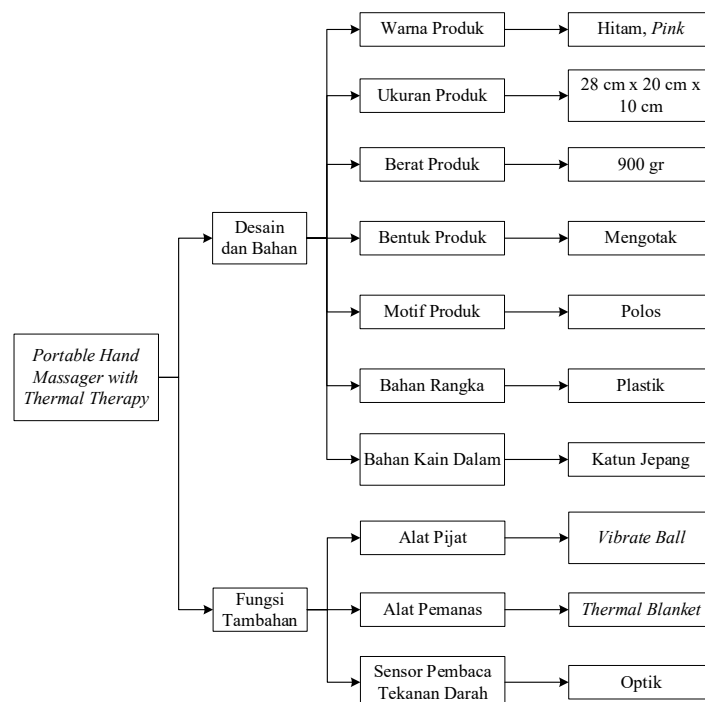 Warna Produk
Hitam, Pink
Ukuran Produk
28 cm x 20 cm x
10 cm
Berat Produk
900 gr
Desain
dan Bahan
Bentuk Produk
Mengotak
Motif Produk
Polos
Portable Hand
Massager with
Thermal Therapy
Bahan Rangka
Plastik
Bahan Kain Dalam
Katun Jepang
Alat Pijat
Vibrate Ball
Fungsi
Tambahan
Alat Pemanas
Thermal Blanket
Sensor Pembaca
Tekanan Darah
Optik